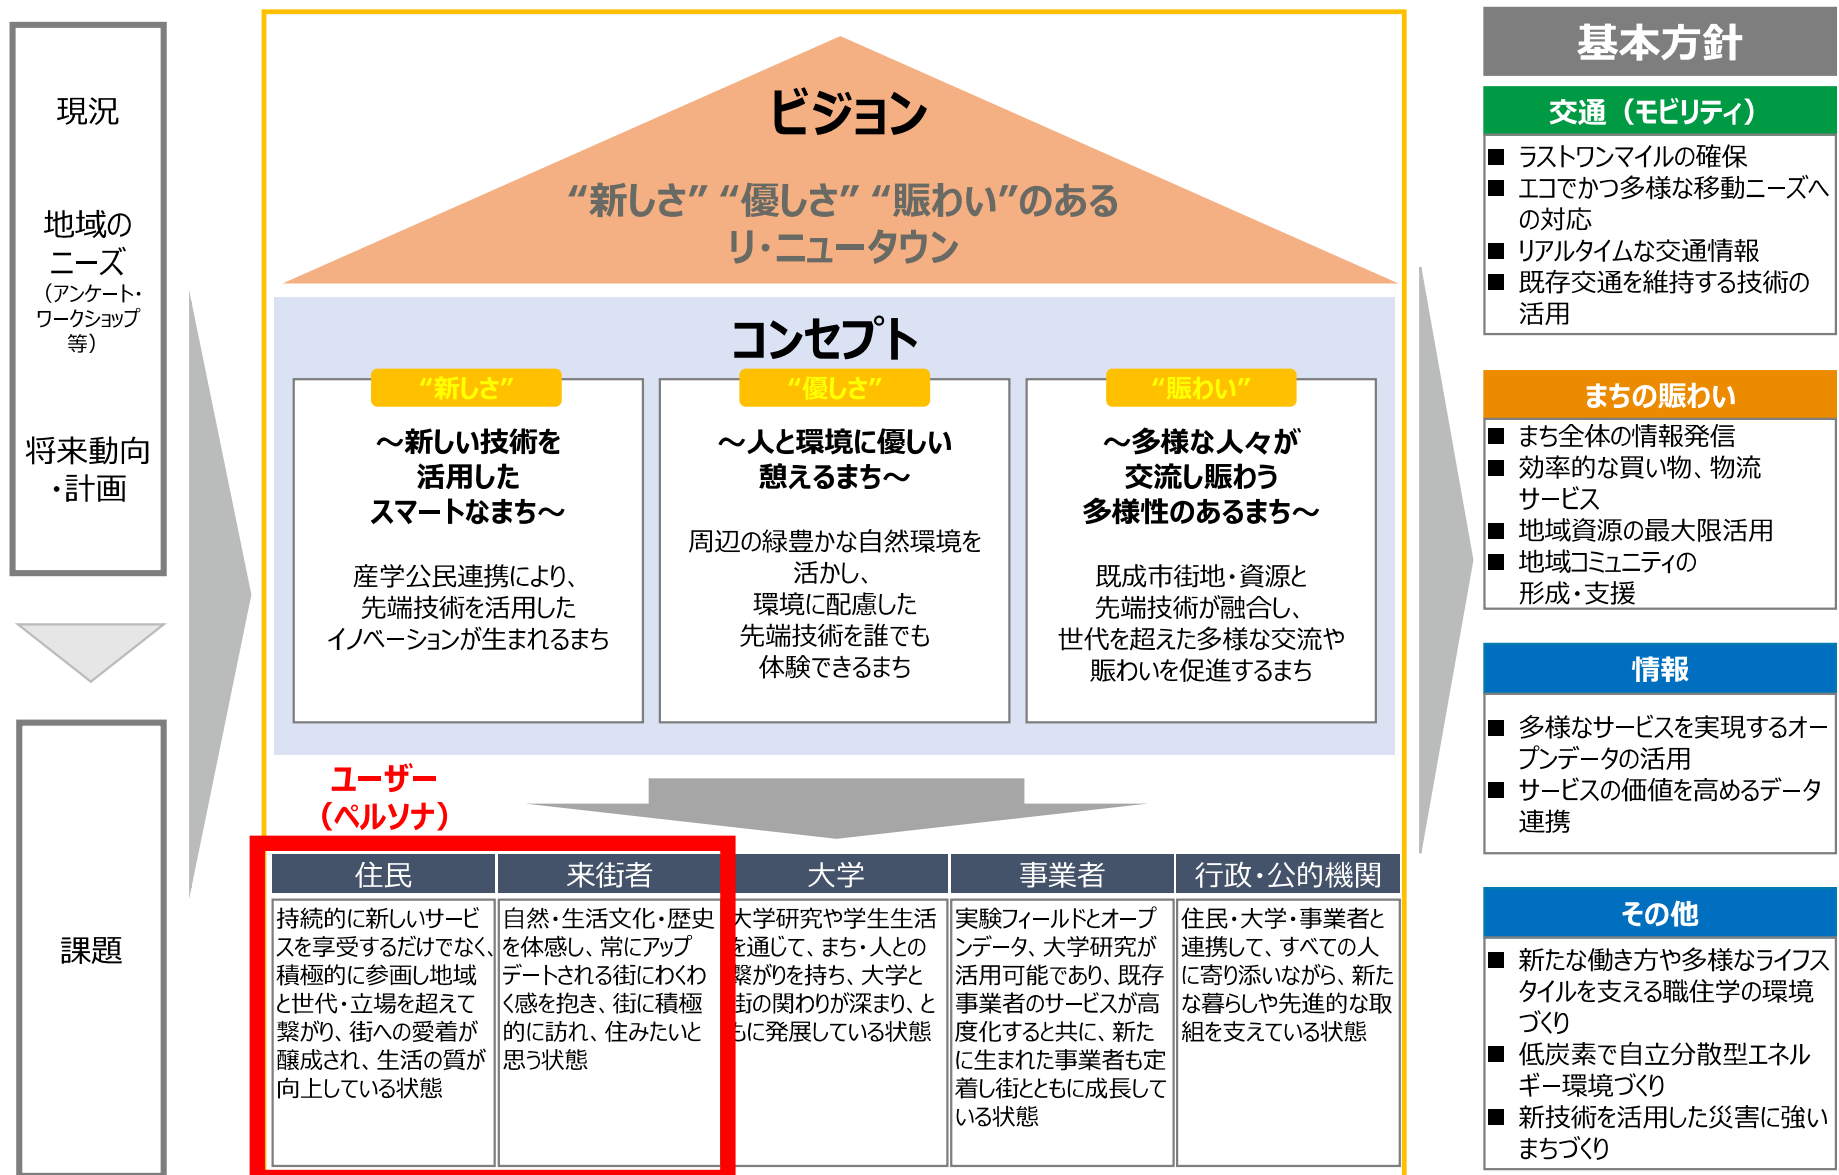 現況
地域の
ニーズ
（アンケート・
ワークショップ
等）
将来動向
・計画
課題
ビジョン
“新しさ” “優しさ” “賑わい”のある
リ・ニュータウン
コンセプト
“新しさ”
～新しい技術を
活用した
スマートなまち～
産学公民連携により、
先端技術を活用した
イノベーションが生まれるまち
“優しさ”
～人と環境に優しい
憩えるまち～
周辺の緑豊かな自然環境を
活かし、
環境に配慮した
先端技術を誰でも
体験できるまち
“賑わい”
～多様な人々が
交流し賑わう
多様性のあるまち～
既成市街地・資源と
先端技術が融合し、
世代を超えた多様な交流や
賑わいを促進するまち
ユーザー
（ペルソナ）
住民
持続的に新しいサービ
スを享受するだけでなく、
積極的に参画し地域
と世代・立場を超えて
繋がり、街への愛着が
醸成され、生活の質が
向上している状態
来街者
自然・生活文化・歴史
を体感し、常にアップ
デートされる街にわくわ
く感を抱き、街に積極
的に訪れ、住みたいと
思う状態
大学
大学研究や学生生活
を通じて、まち・人との
繋がりを持ち、大学と
街の関わりが深まり、と
もに発展している状態
事業者
実験フィールドとオープ
ンデータ、大学研究が
活用可能であり、既存
事業者のサービスが高
度化すると共に、新た
に生まれた事業者も定
着し街とともに成長して
いる状態
行政・公的機関
住民・大学・事業者と
連携して、すべての人
に寄り添いながら、新た
な暮らしや先進的な取
組を支えている状態
基本方針
交通（モビリティ）
■ ラストワンマイルの確保
■ エコでかつ多様な移動ニーズへ
の対応
■ リアルタイムな交通情報
■ 既存交通を維持する技術の
活用
まちの賑わい
■ まち全体の情報発信
■ 効率的な買い物、物流
サービス
■ 地域資源の最大限活用
■ 地域コミュニティの
形成・支援
情報
■ 多様なサービスを実現するオー
プンデータの活用
■ サービスの価値を高めるデータ
連携
その他
■ 新たな働き方や多様なライフス
タイルを支える職住学の環境
づくり
■ 低炭素で自立分散型エネル
ギー環境づくり
■ 新技術を活用した災害に強い
まちづくり